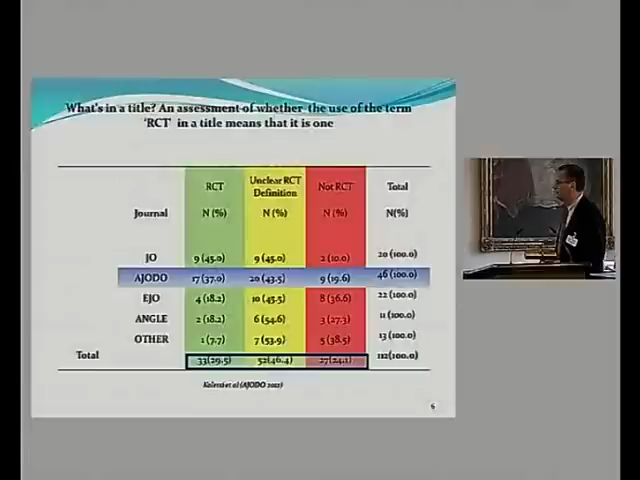 What's in a title? An assessment of whether the use of the term
'RCT' in a title means that it is one
RCT Unclear RCT Definition Not RCT Total
Journal N (%) N (%) N (%) N(%)
JO 9 (45.0) 9 (45.0) 2 (10.0) 20 (100.0)
AJODO 17 (37.0) 20 (43.5) 9 (19.6) 46 (100.0)
EJO 4 (18.2) 10 (45.5) 8 (36.6) 22 (100.0)
ANGLE 2 (18.2) 6 (54.6) 3 (27.3) 11 (100.0)
OTHER 1 (7.7) 7 (53.9) 5 (38.5) 13 (100.0)
Total 33(29.5) 52(46.4) 27(24.1) 112(100.0)
et al (AJODO 2012)
6